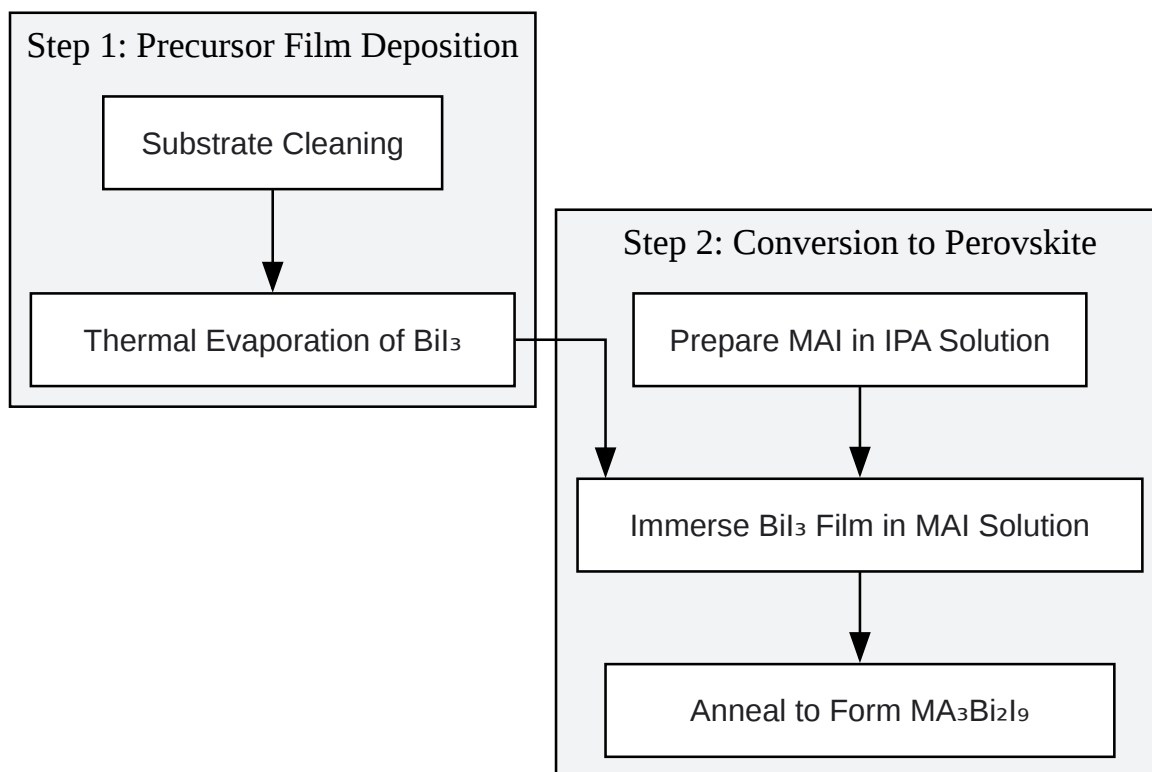 Step 1: Precursor Film Deposition
Substrate Cleaning
Thermal Evaporation of BiI₃
Step 2: Conversion to Perovskite
Prepare MAI in IPA Solution
Immerse BiI₃ Film in MAI Solution
Anneal to Form MA₃Bi₂I₉